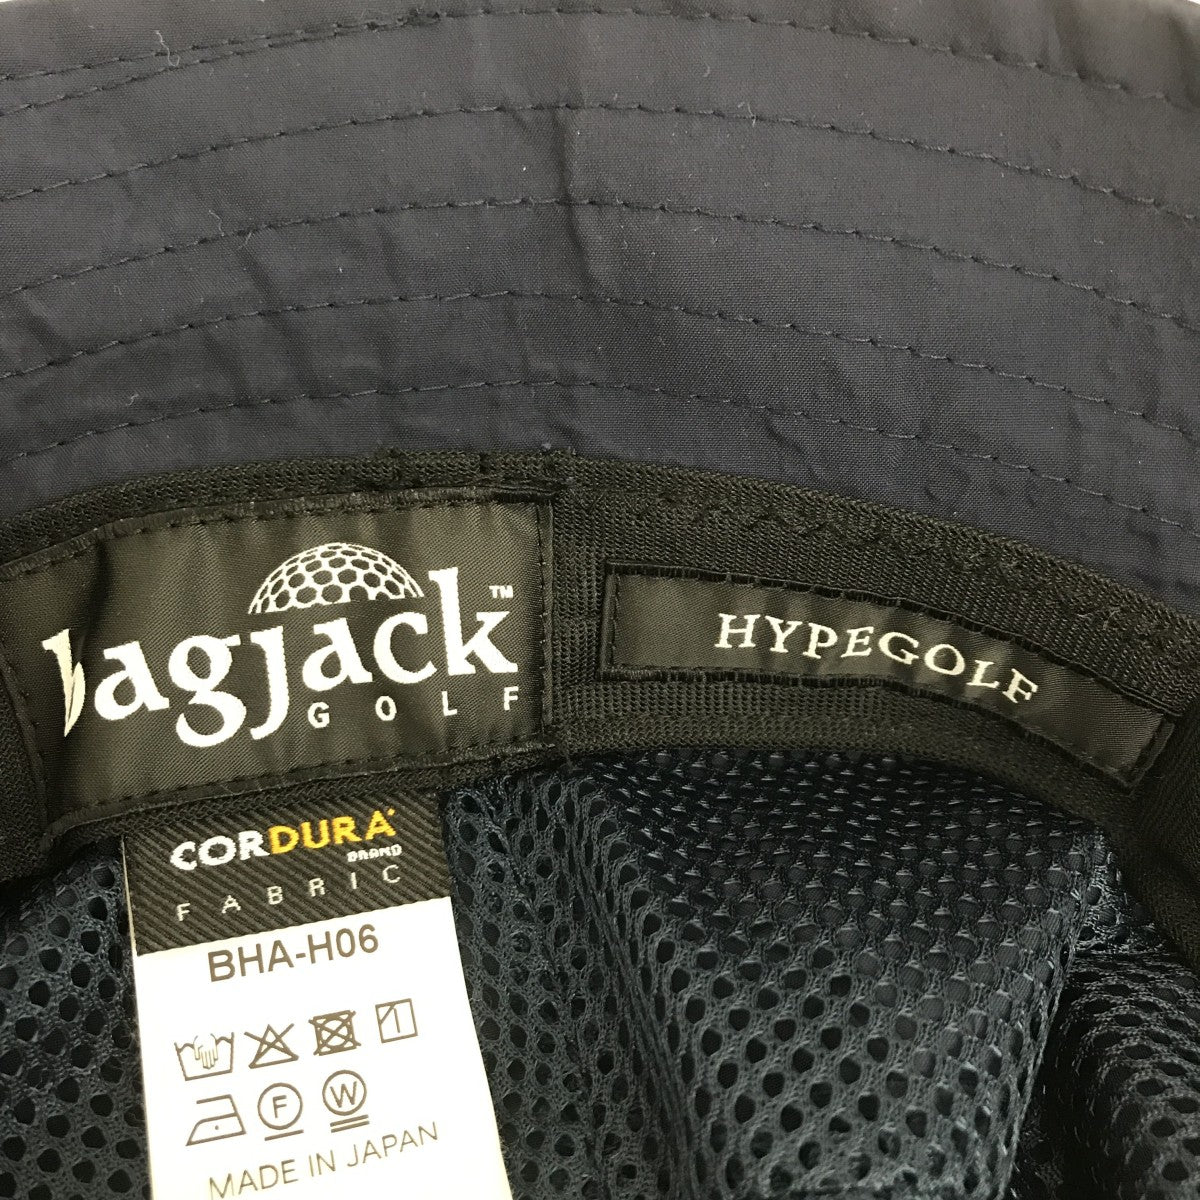 bagjack™
GOLF
HYPEGOLF
CORDURA
BRAND
FABRIC
BHA-H06
F
W
MADE IN JAPAN